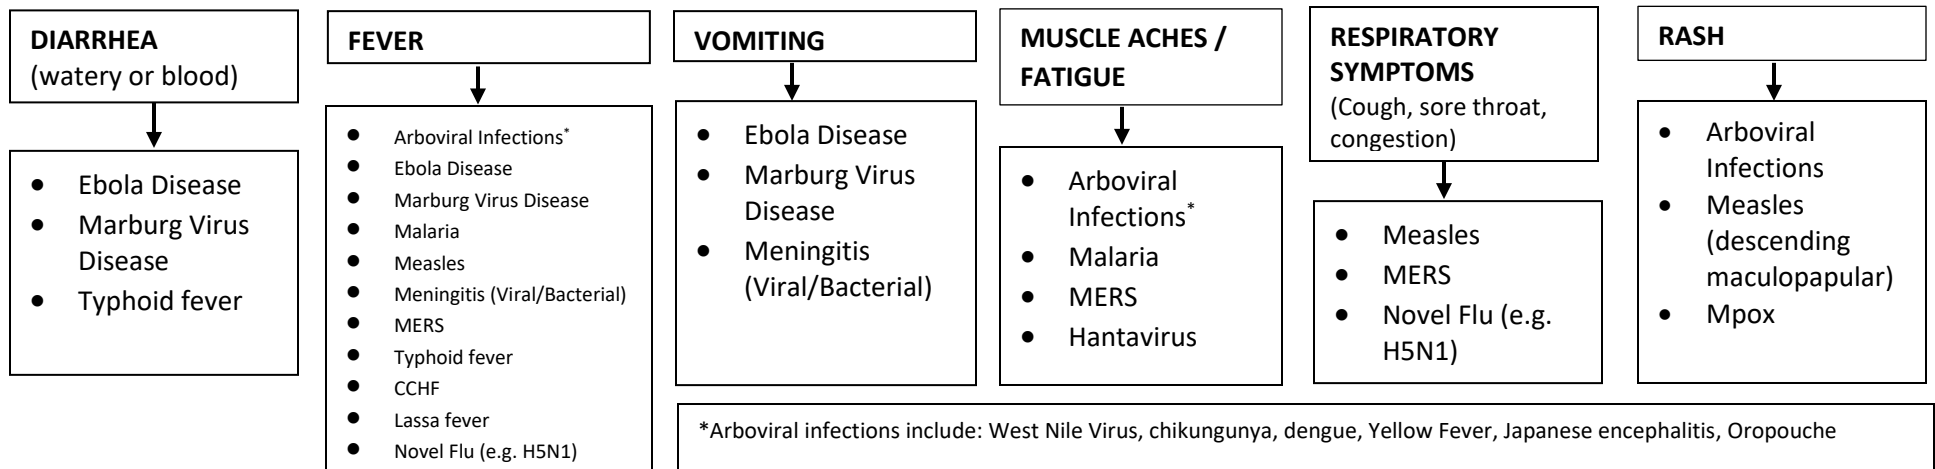 DIARRHEA
(watery or blood)
• Ebola Disease
• Marburg Virus
Disease
• Typhoid fever
FEVER
• Arboviral Infections*
• Ebola Disease
• Marburg Virus Disease
• Malaria
• Measles
• Meningitis (Viral/Bacterial)
• MERS
• Typhoid fever
• CCHF
• Lassa fever
• Novel Flu (e.g. H5N1)
VOMITING
• Ebola Disease
• Marburg Virus
Disease
• Meningitis
(Viral/Bacterial)
MUSCLE ACHES /
FATIGUE
• Arboviral
Infections*
• Malaria
• MERS
• Hantavirus
RESPIRATORY
SYMPTOMS
(Cough, sore throat,
congestion)
• Measles
• MERS
• Novel Flu (e.g.
H5N1)
RASH
• Arboviral
Infections
• Measles
(descending
maculopapular)
• Mpox
*Arboviral infections include: West Nile Virus, chikungunya, dengue, Yellow Fever, Japanese encephalitis, Oropouche